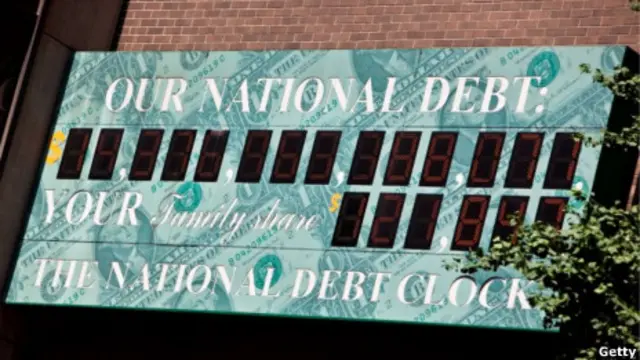 OUR NATIONAL DEBT:
$
YOUR Family share $
THE NATIONAL DEBT CLOCK
Getty